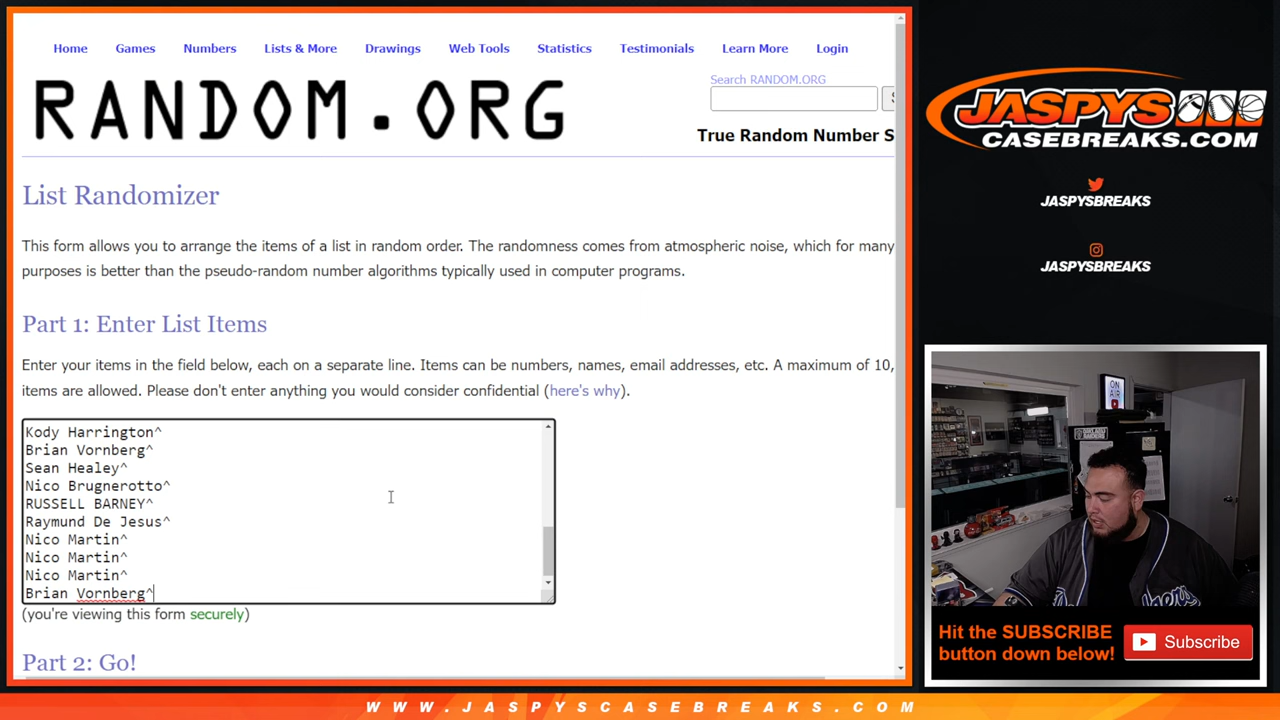 Home Games Numbers Lists & More Drawings Web Tools Statistics Testimonials Learn More Login
Search RANDOM.ORG
RANDOM.ORG
True Random Number S
List Randomizer
This form allows you to arrange the items of a list in random order. The randomness comes from atmospheric noise, which for many
purposes is better than the pseudo-random number algorithms typically used in computer programs.
Part 1: Enter List Items
Enter your items in the field below, each on a separate line. Items can be numbers, names, email addresses, etc. A maximum of 10,
items are allowed. Please don't enter anything you would consider confidential (here's why).
Kody Harrington^
Brian Vornberg^
Sean Healey^
Nico Brugnerotto^
RUSSELL BARNEY^
Raymund De Jesus^
Nico Martin^
Nico Martin^
Nico Martin^
Brian Vornberg^
(you're viewing this form securely)
Part 2: Go!
JASPYS
CASEBREAKS.COM
JASPYSBREAKS
JASPYSBREAKS
ON
AIR
Hit the SUBSCRIBE
button down below!
Subscribe
WWW.JASPYSCASEBREAKS.COM